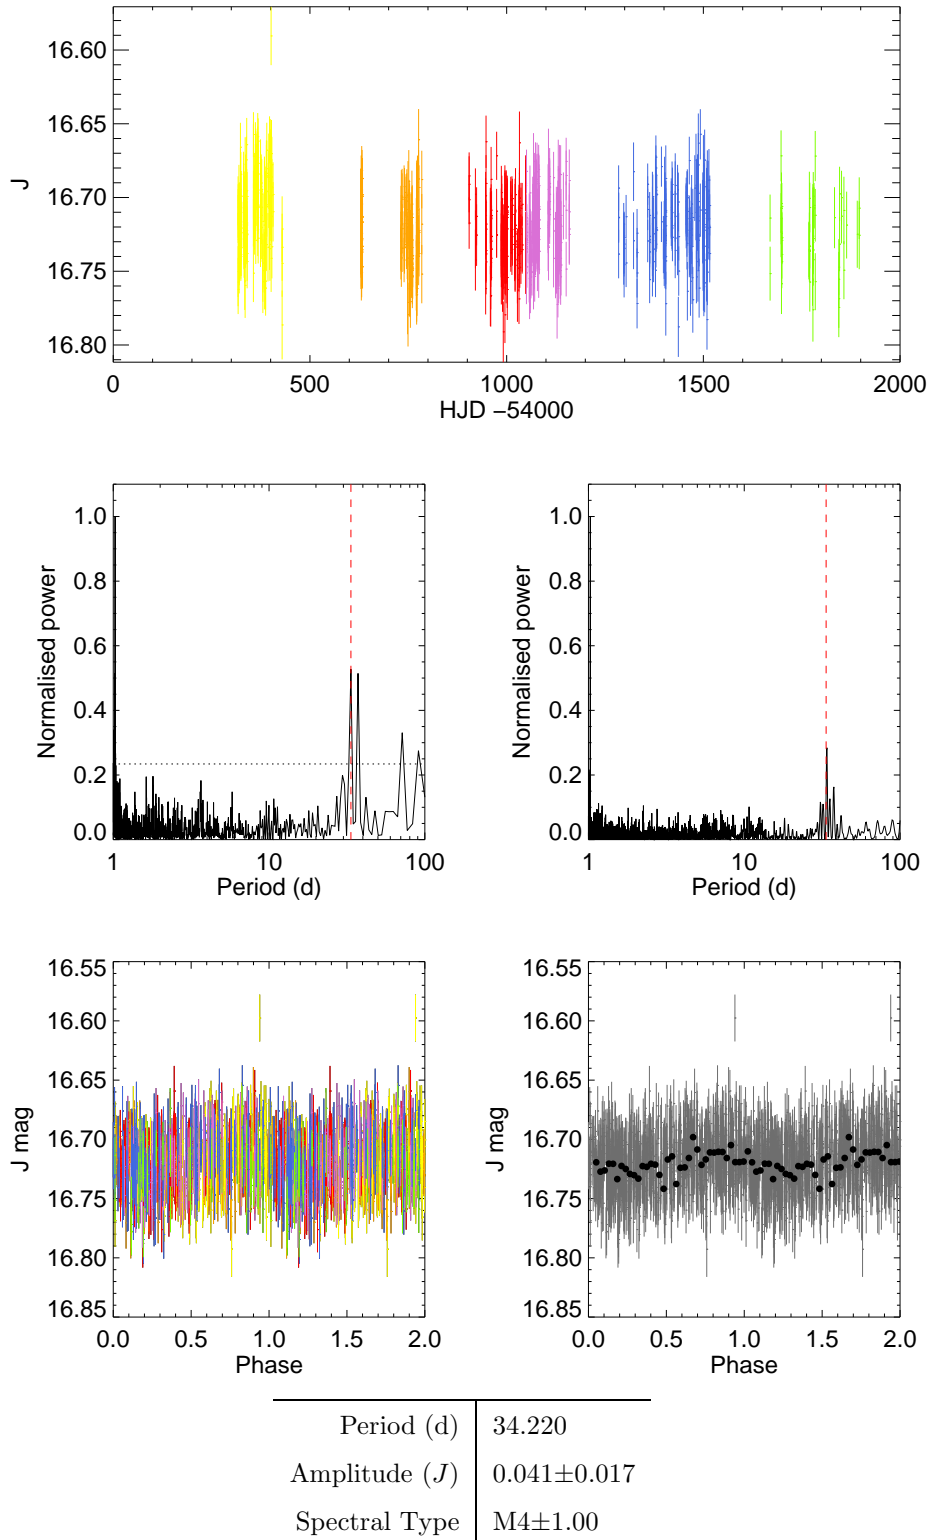 16.60
16.65
16.70
16.75
16.80
J
0 500 1000 1500 2000
HJD −54000
1.0 0.8 0.6 0.4 0.2 0.0
Normalised power
1 10 100
Period (d)
1.0 0.8 0.6 0.4 0.2 0.0
Normalised power
1 10 100
Period (d)
16.55 16.60 16.65 16.70 16.75 16.80 16.85
J mag
0.0 0.5 1.0 1.5 2.0
Phase
16.55 16.60 16.65 16.70 16.75 16.80 16.85
J mag
0.0 0.5 1.0 1.5 2.0
Phase
Period (d) 34.220
Amplitude (J) 0.041±0.017
Spectral Type M4±1.00